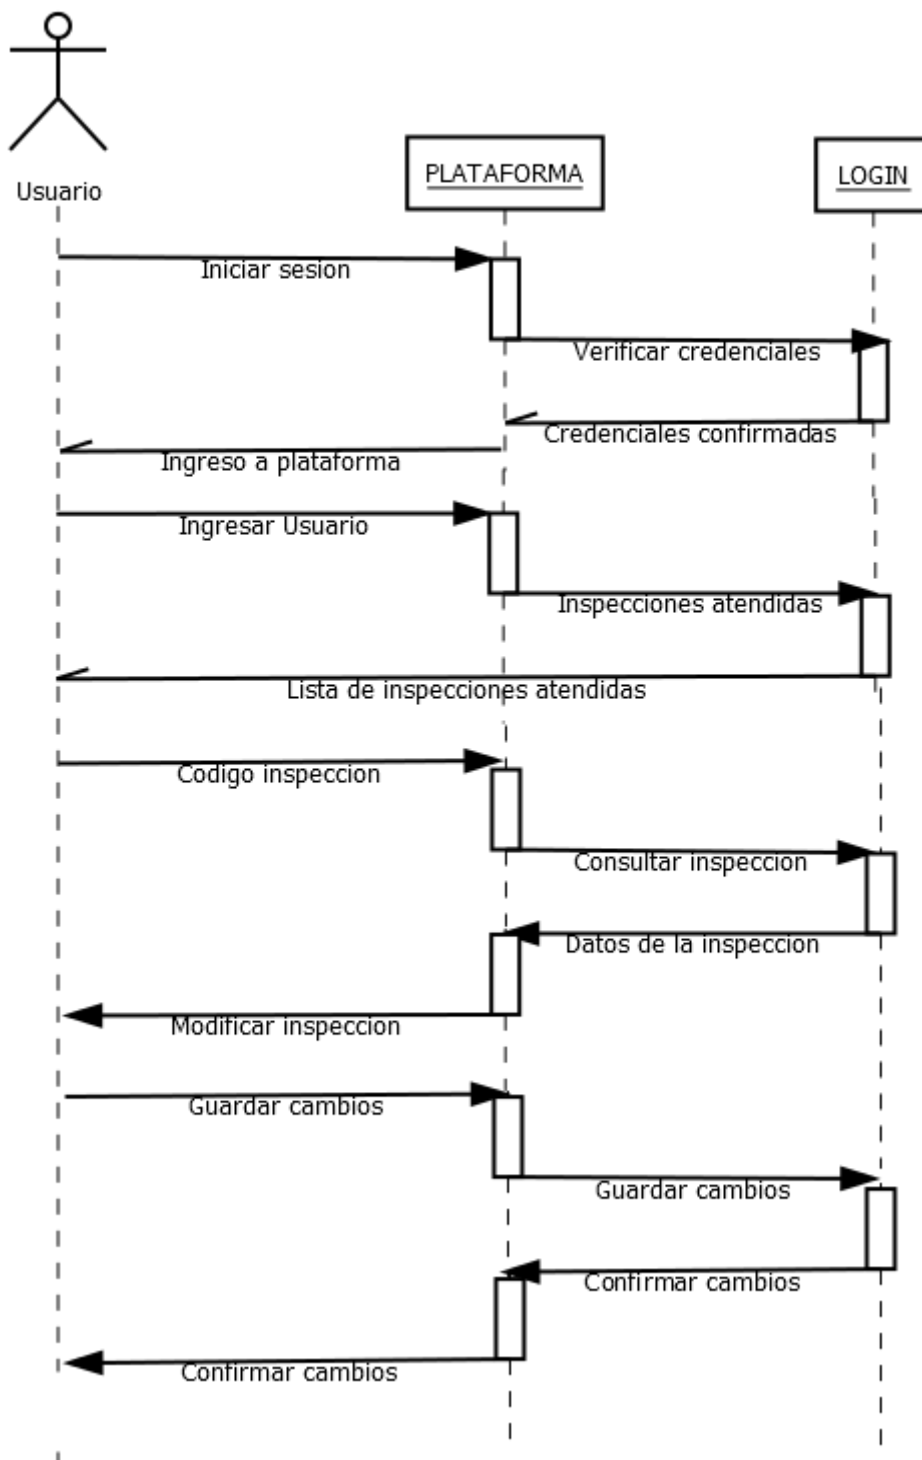 Usuario
PLATAFORMA
LOGIN
Iniciar sesion
Verificar credenciales
Credenciales confirmadas
Ingreso a plataforma
Ingresar Usuario
Inspecciones atendidas
Lista de inspecciones atendidas
Codigo inspeccion
Consultar inspeccion
Datos de la inspeccion
Modificar inspeccion
Guardar cambios
Guardar cambios
Confirmar cambios
Confirmar cambios